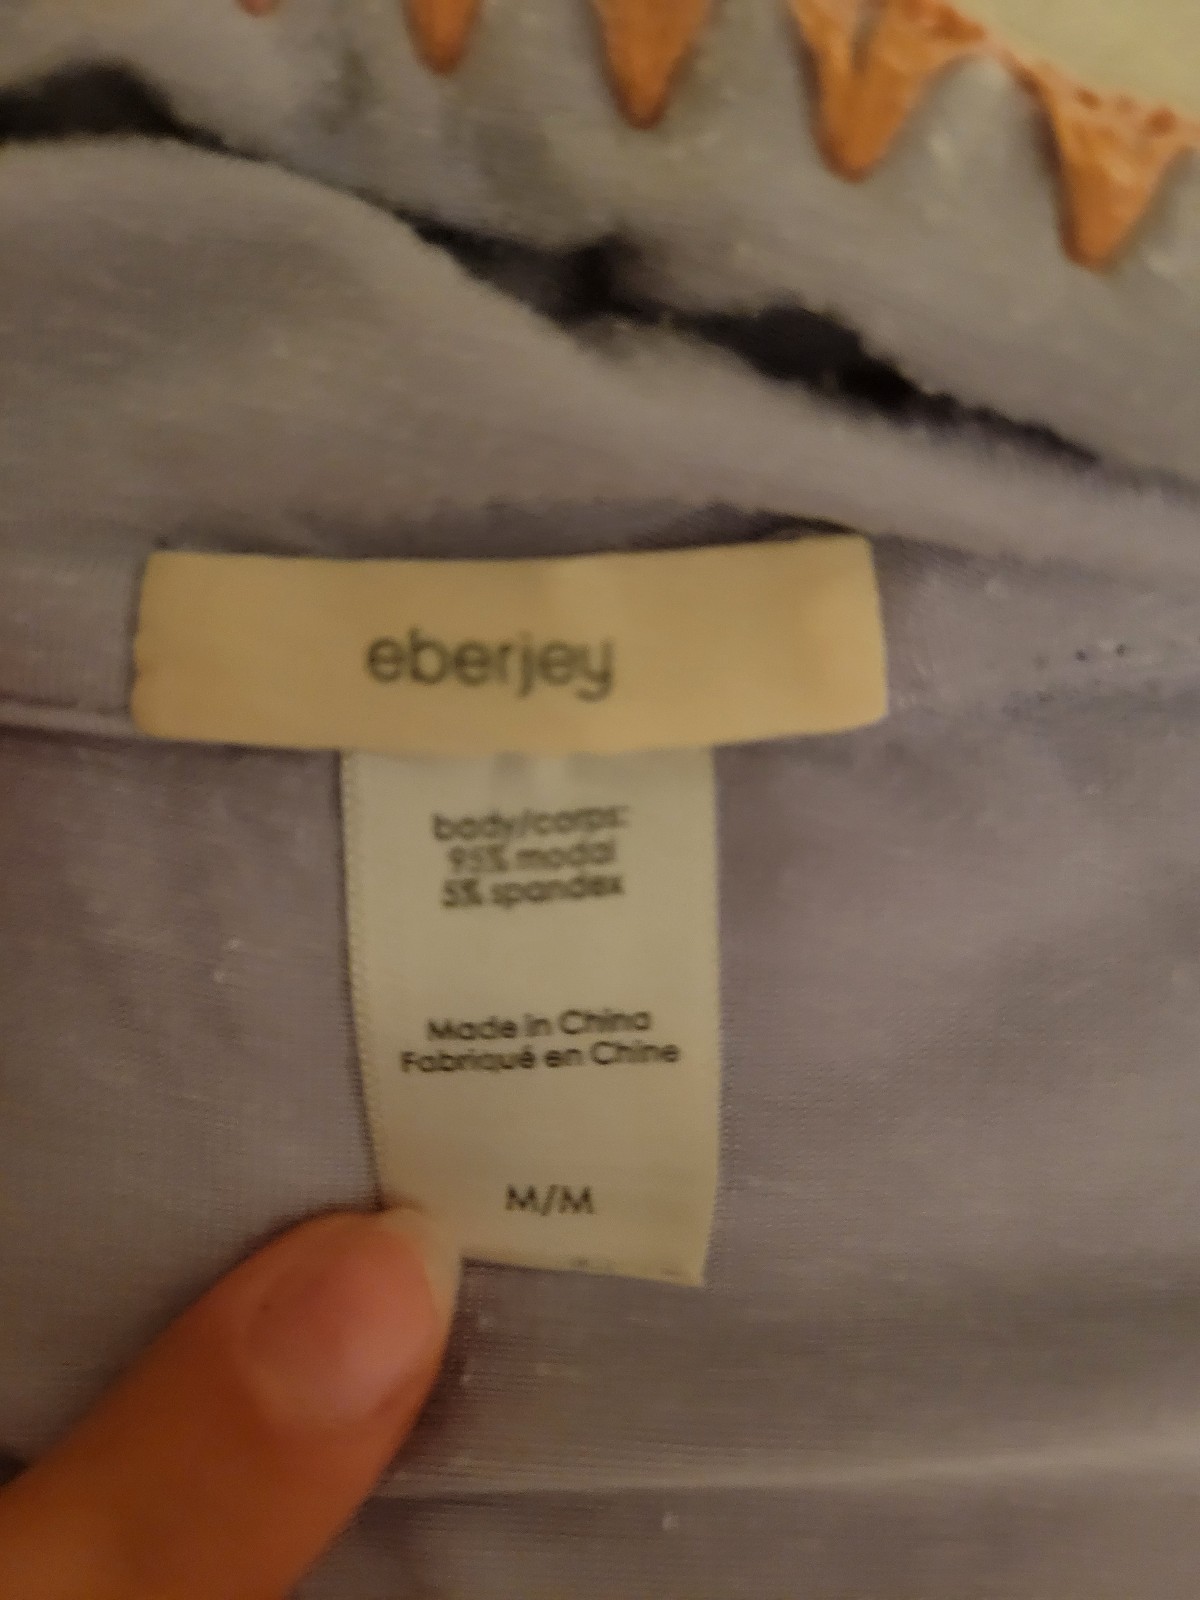 eberjey
body/corps:
95% modal
5% spandex
Made in China
Fabriqué en Chine
M/M